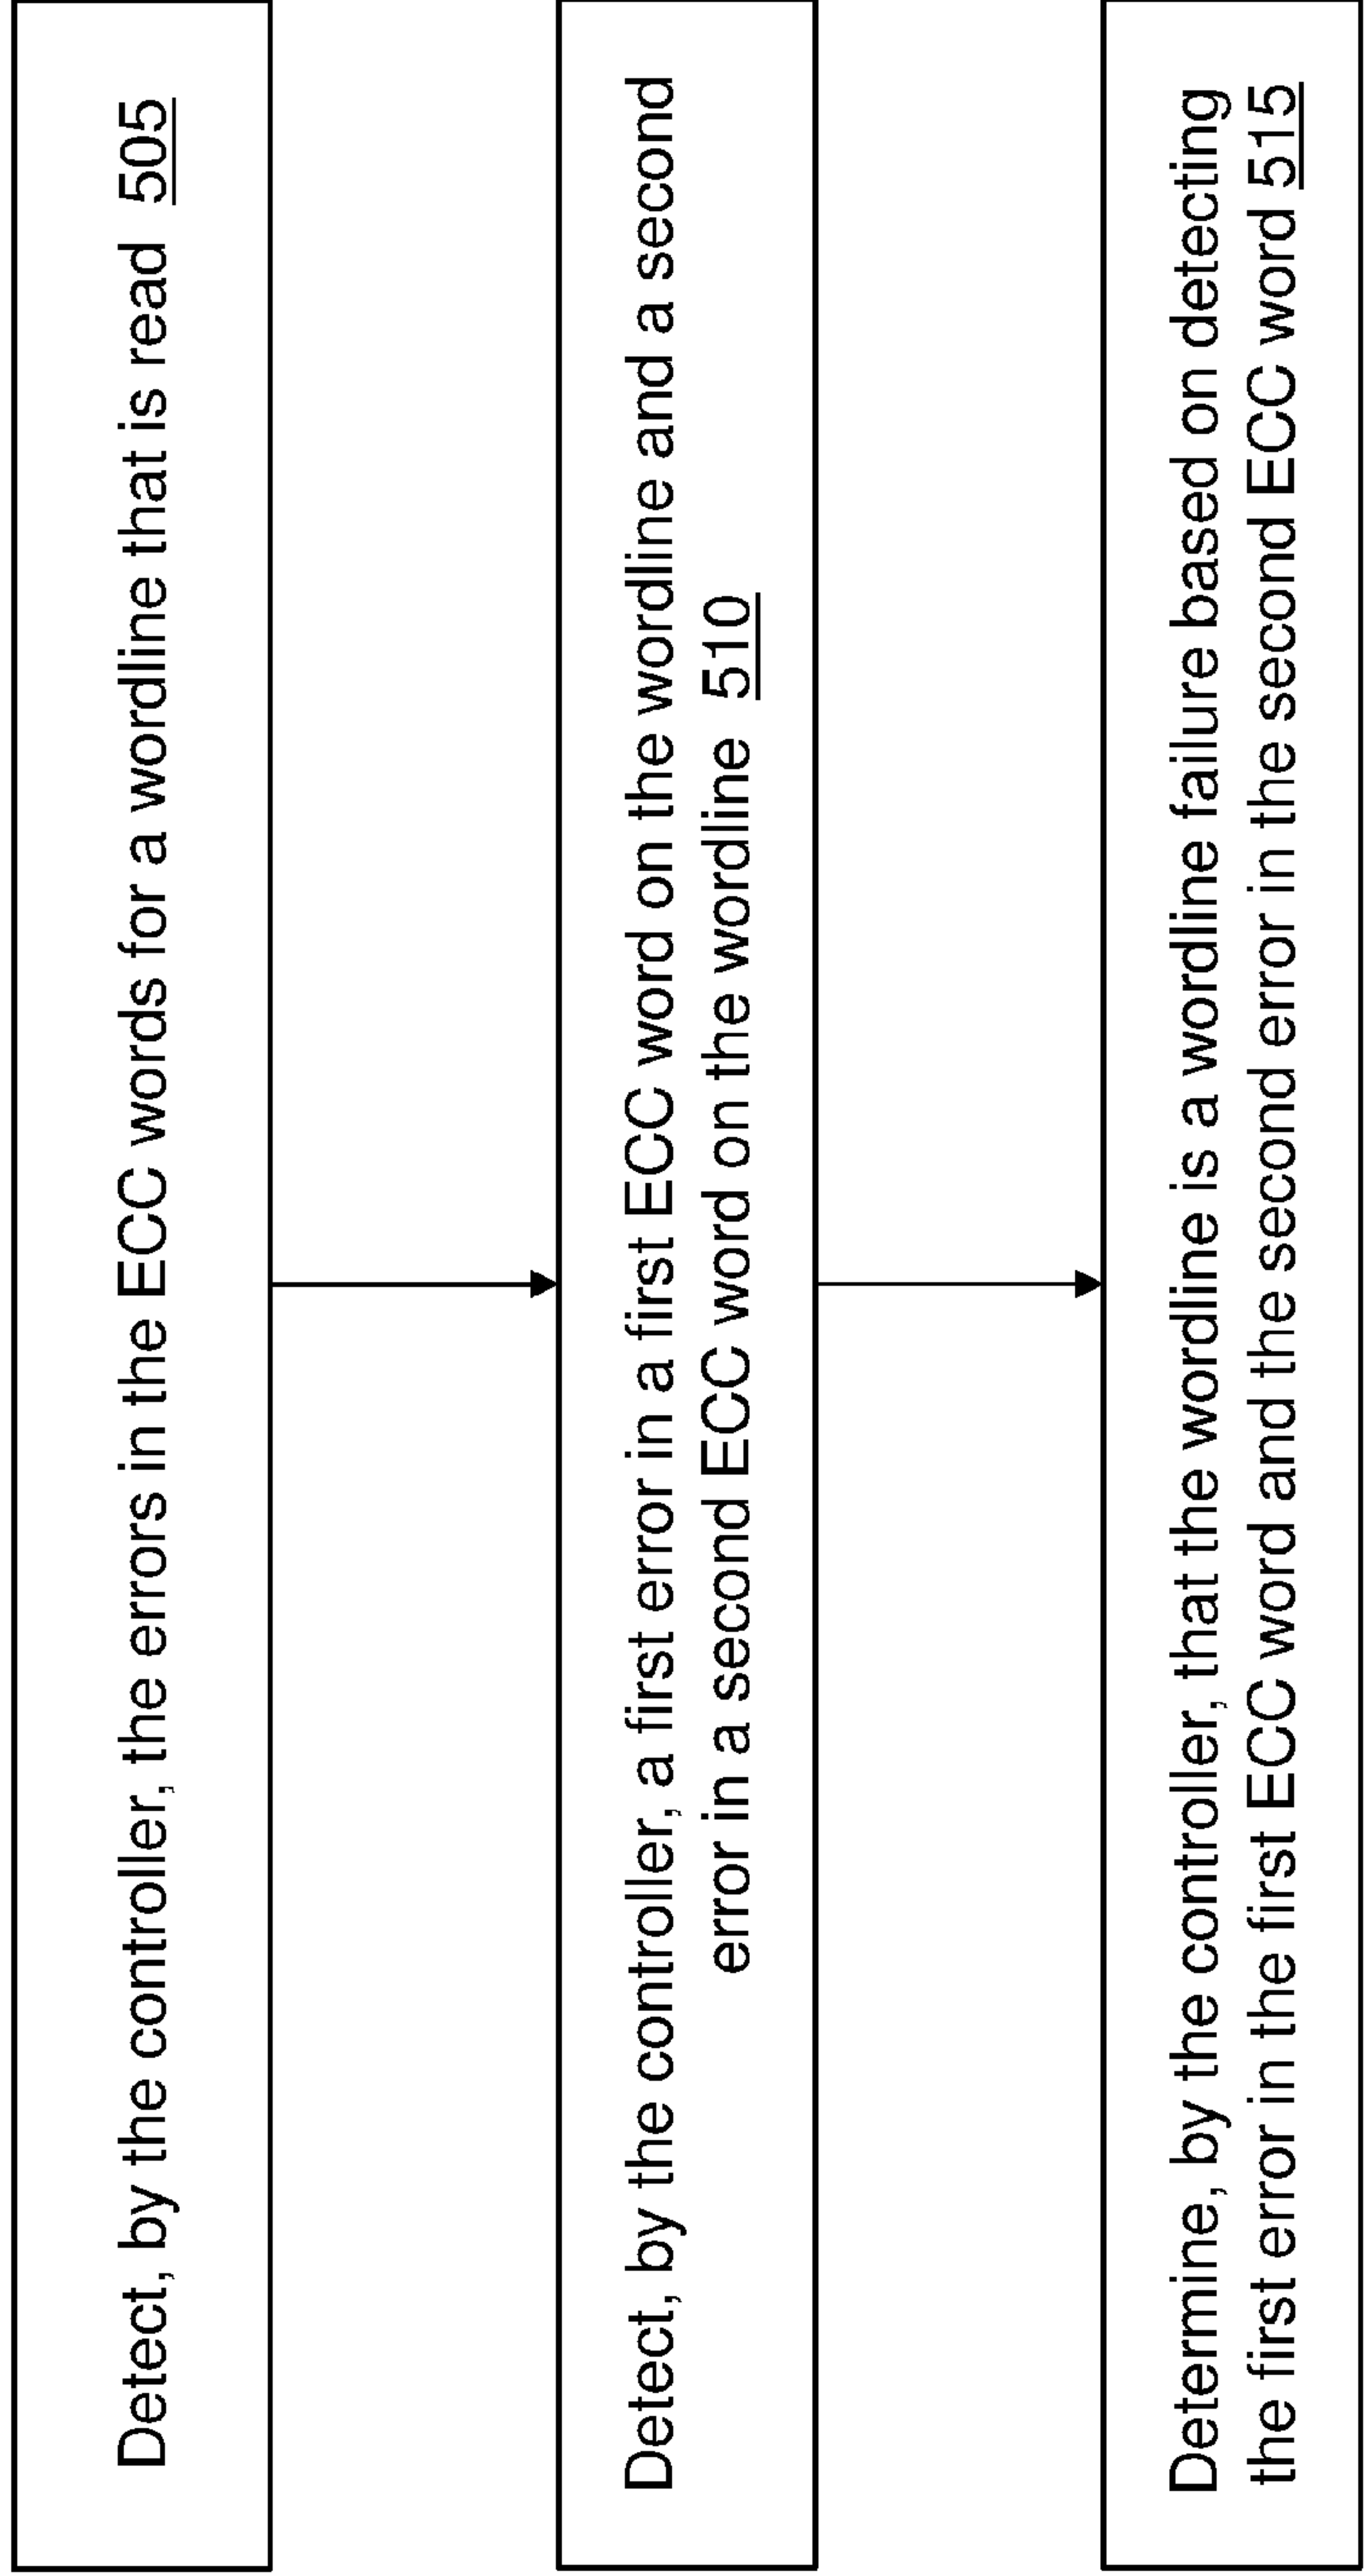 Detect, by the controller, the errors in the ECC words for a wordline that is read 505
Detect, by the controller, a first error in a first ECC word on the wordline and a second
error in a second ECC word on the wordline 510
Determine, by the controller, that the wordline is a wordline failure based on detecting
the first error in the first ECC word and the second error in the second ECC word 515